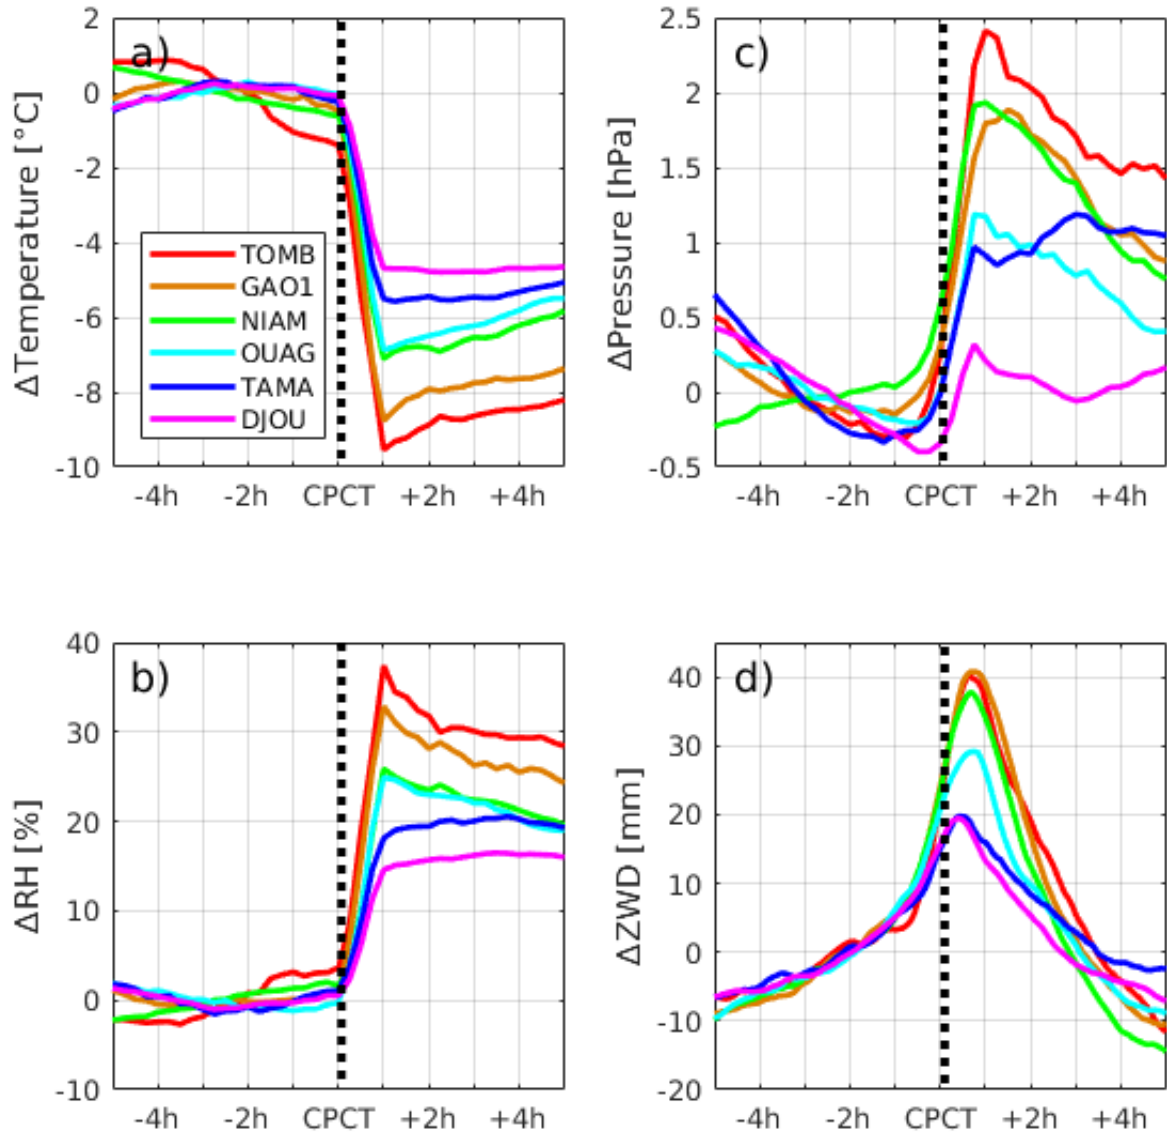 a)
ΔTemperature [°C]
2
0
-2
-4
-6
-8
-10
TOMB
GAO1
NIAM
OUAG
TAMA
DJOU
-4h -2h CPCT +2h +4h
c)
ΔPressure [hPa]
2.5
2
1.5
1
0.5
0
-0.5
-4h -2h CPCT +2h +4h
b)
ΔRH [%]
40
30
20
10
0
-10
-4h -2h CPCT +2h +4h
d)
ΔZWD [mm]
40
30
20
10
0
-10
-20
-4h -2h CPCT +2h +4h